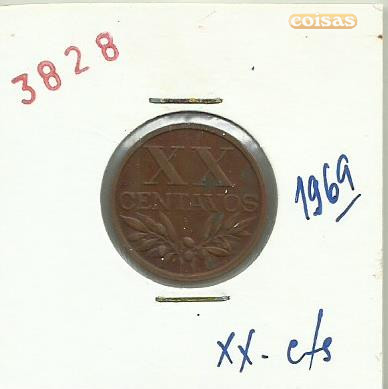 coisas
3828
XX
CENTAVOS
1969
xx - cts